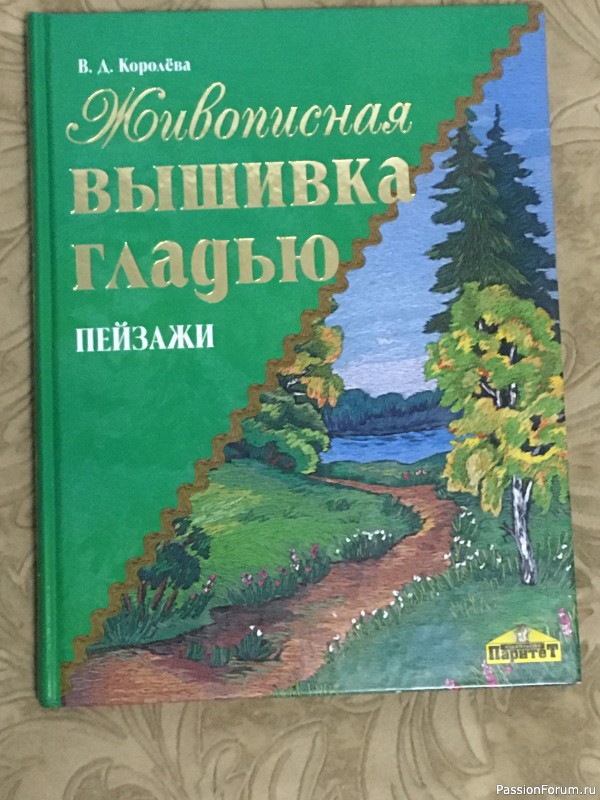 В. Д. Королёва
Живописная
ВЫШИВКА
гладью
ПЕЙЗАЖИ
Паритет
PassionForum.ru